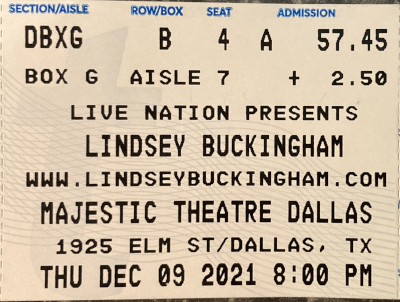 SECTION/AISLE ROW/BOX SEAT ADMISSION
DBXG B 4 A 57.45
BOX G AISLE 7 + 2.50
LIVE NATION PRESENTS
LINDSEY BUCKINGHAM
WWW.LINDSEYBUCKINGHAM.COM
MAJESTIC THEATRE DALLAS
1925 ELM ST/DALLAS, TX
THU DEC 09 2021 8:00 PM